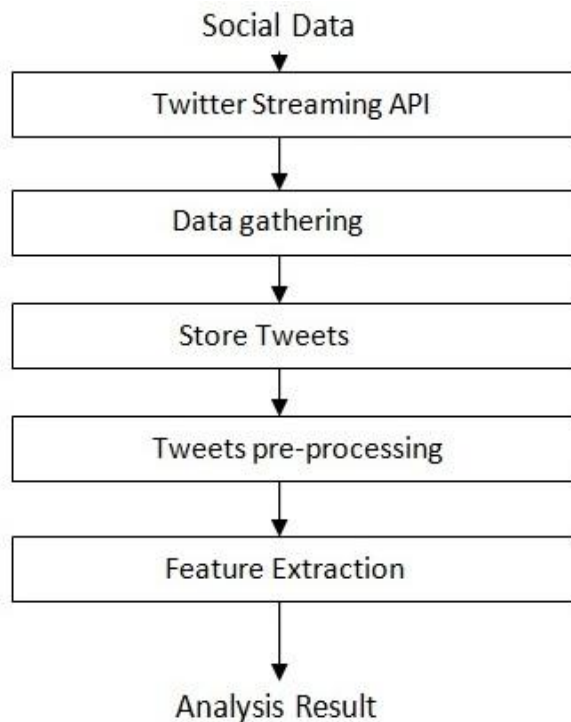 Social Data
Twitter Streaming API
Data gathering
Store Tweets
Tweets pre-processing
Feature Extraction
Analysis Result